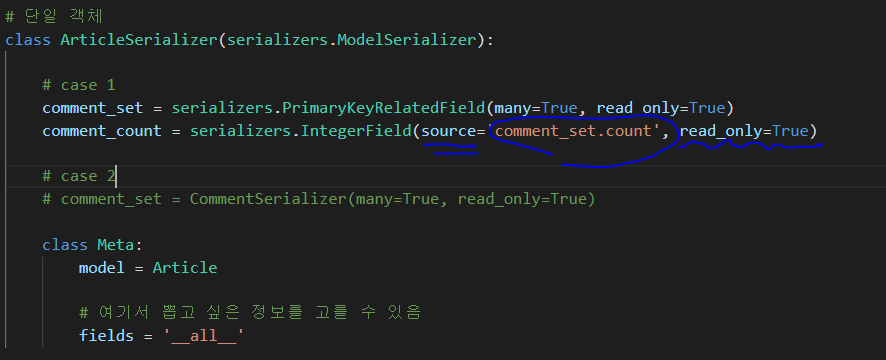 # 단일 객체
class ArticleSerializer(serializers.ModelSerializer):
# case 1
comment_set = serializers.PrimaryKeyRelatedField(many=True, read_only=True)
comment_count = serializers.IntegerField(source='comment_set.count', read_only=True)
# case 2
# comment_set = CommentSerializer(many=True, read_only=True)
class Meta:
model = Article
# 여기서 뽑고 싶은 정보를 고를 수 있음
fields = '__all__'